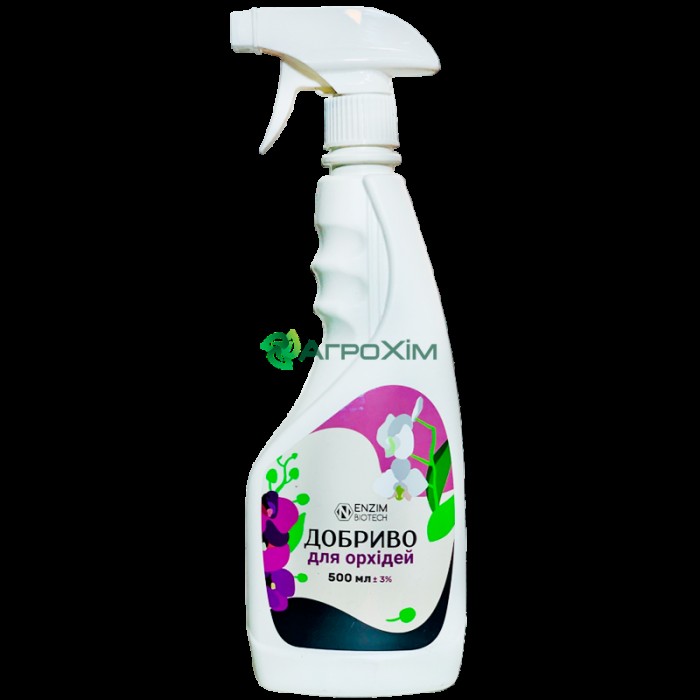 АГРОХІМ
ENZIM
BIOTECH
ДОБРИВО
для орхідей
500 мл ± 3%